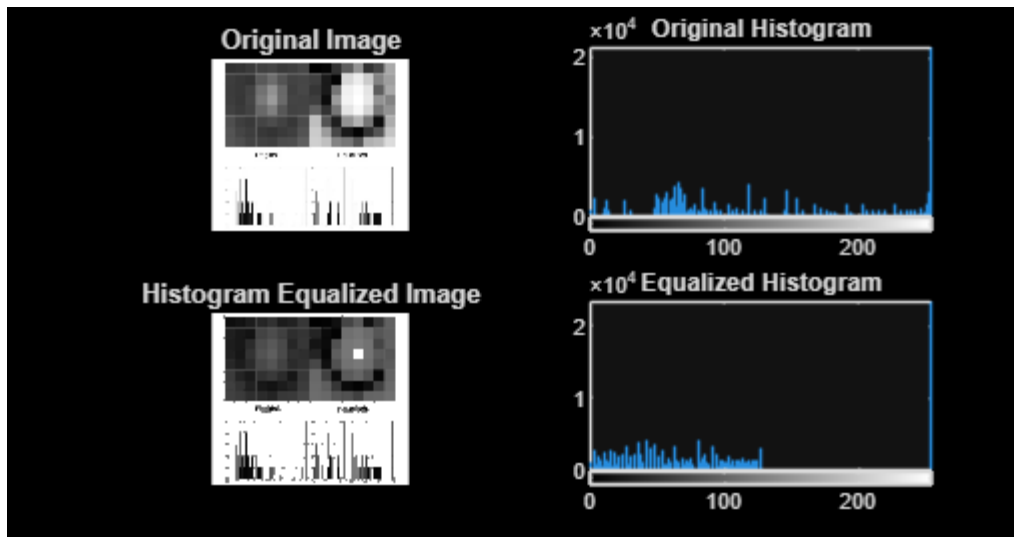 Original Image
×10⁴ Original Histogram
2
1
0
0 100 200
Histogram Equalized Image
×10⁴ Equalized Histogram
2
1
0
0 100 200